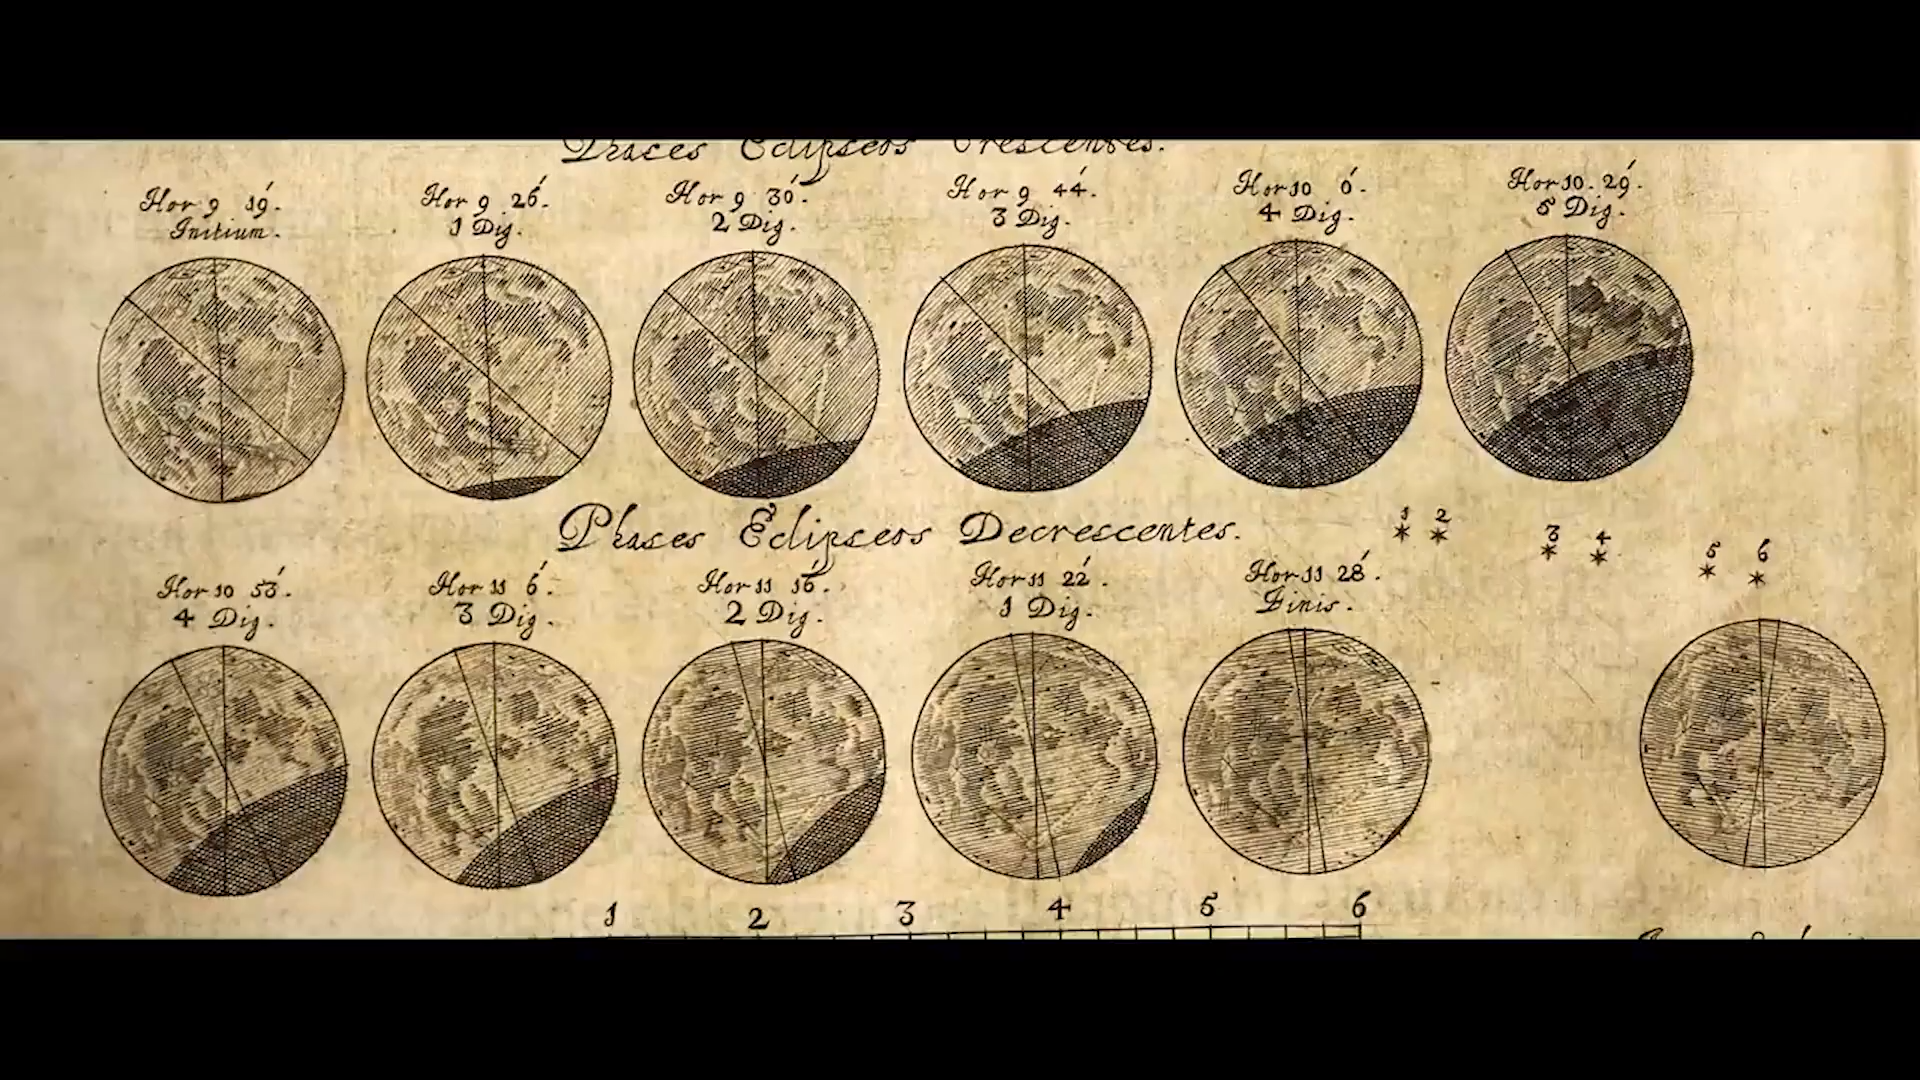 Phases Eclipseos Crescentes.
Hor 9 19́.
Initium.
Hor 9 26́.
1 Dig.
Hor 9 30́.
2 Dig.
Hor 9 44́.
3 Dig.
Hor 10 0́.
4 Dig.
Hor 10. 29́.
5 Dig.
Phases Eclipseos Decrescentes.
1 2
3 4
5 6
Hor 10 53́.
4 Dig.
Hor 11 6́.
3 Dig.
Hor 11 16́.
2 Dig.
Hor 11 22́.
1 Dig.
Hor 11 28́.
Finis.
1 2 3 4 5 6